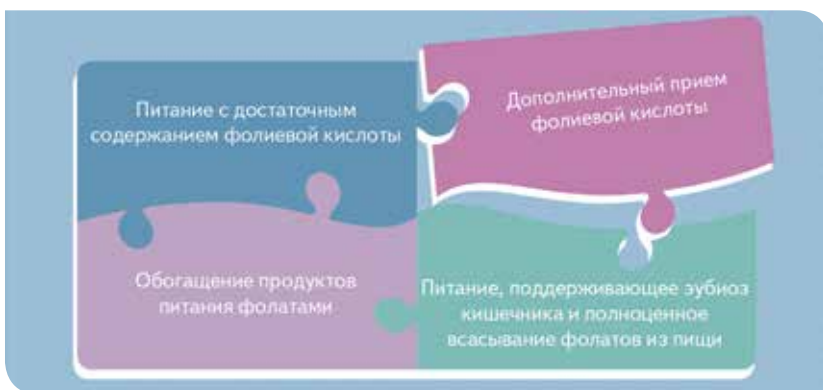 Питание с достаточным
содержанием фолиевой кислоты
Дополнительный прием
фолиевой кислоты
Обогащение продуктов
питания фолатами
Питание, поддерживающее эубиоз
кишечника и полноценное
всасывание фолатов из пищи